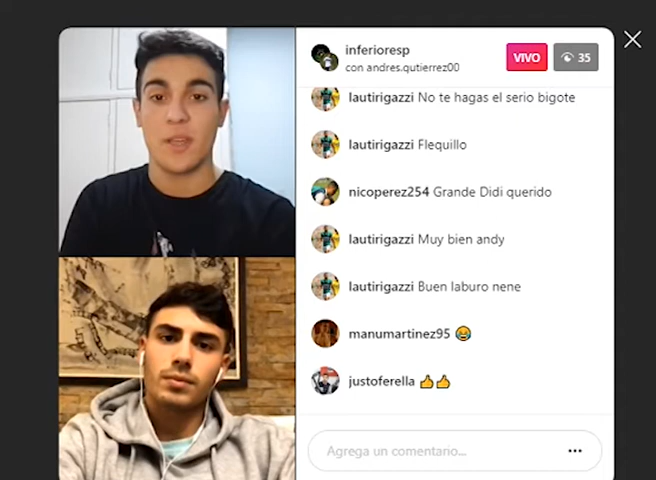 inferioresp
con andres.gutierrez00
VIVO
35
lautirigazzi No te hagas el serio bigote
lautirigazzi Flequillo
nicoperez254 Grande Didi querido
lautirigazzi Muy bien andy
lautirigazzi Buen laburo nene
manumartinez95 😂
justoferella 👍👍
Agrega un comentario...